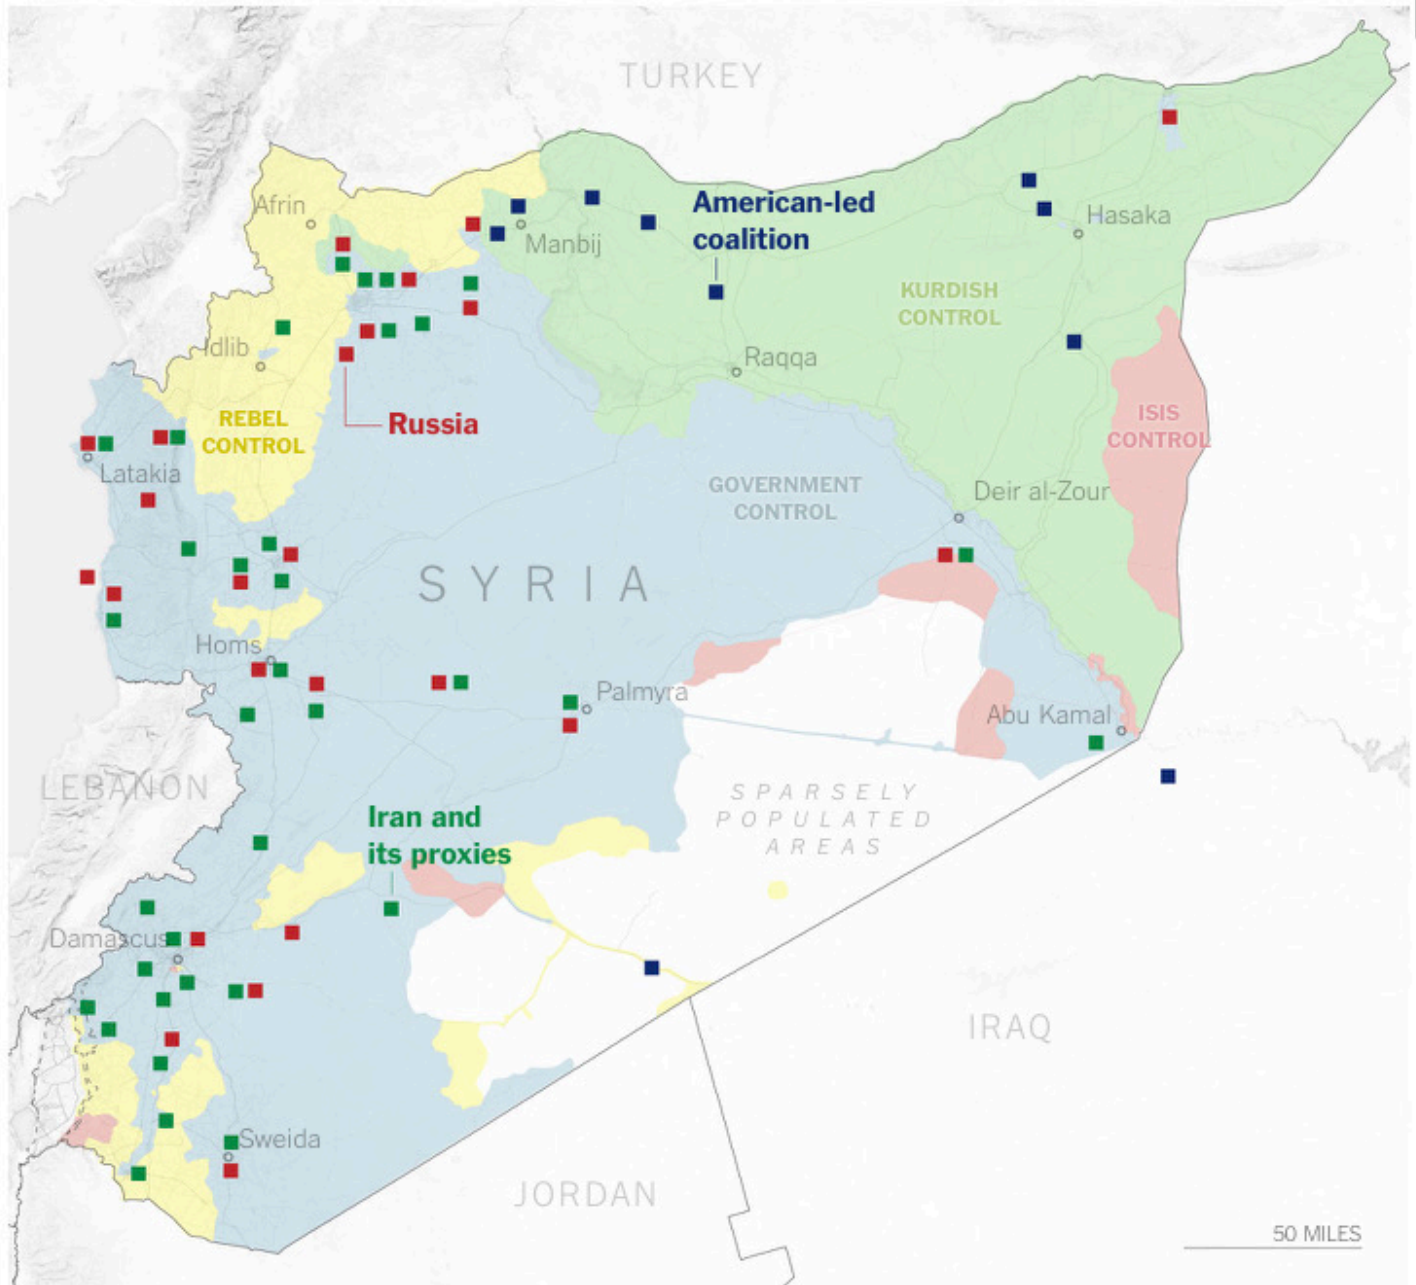 TURKEY
Afrin
American-led
coalition
Hasaka
Manbij
KURDISH
CONTROL
Idlib
Raqqa
REBEL
CONTROL
Russia
ISIS
CONTROL
Latakia
GOVERNMENT
CONTROL
Deir al-Zour
SYRIA
Homs
Palmyra
Abu Kamal
LEBANON
Iran and
its proxies
SPARSELY
POPULATED
AREAS
Damascus
IRAQ
Sweida
JORDAN
50 MILES